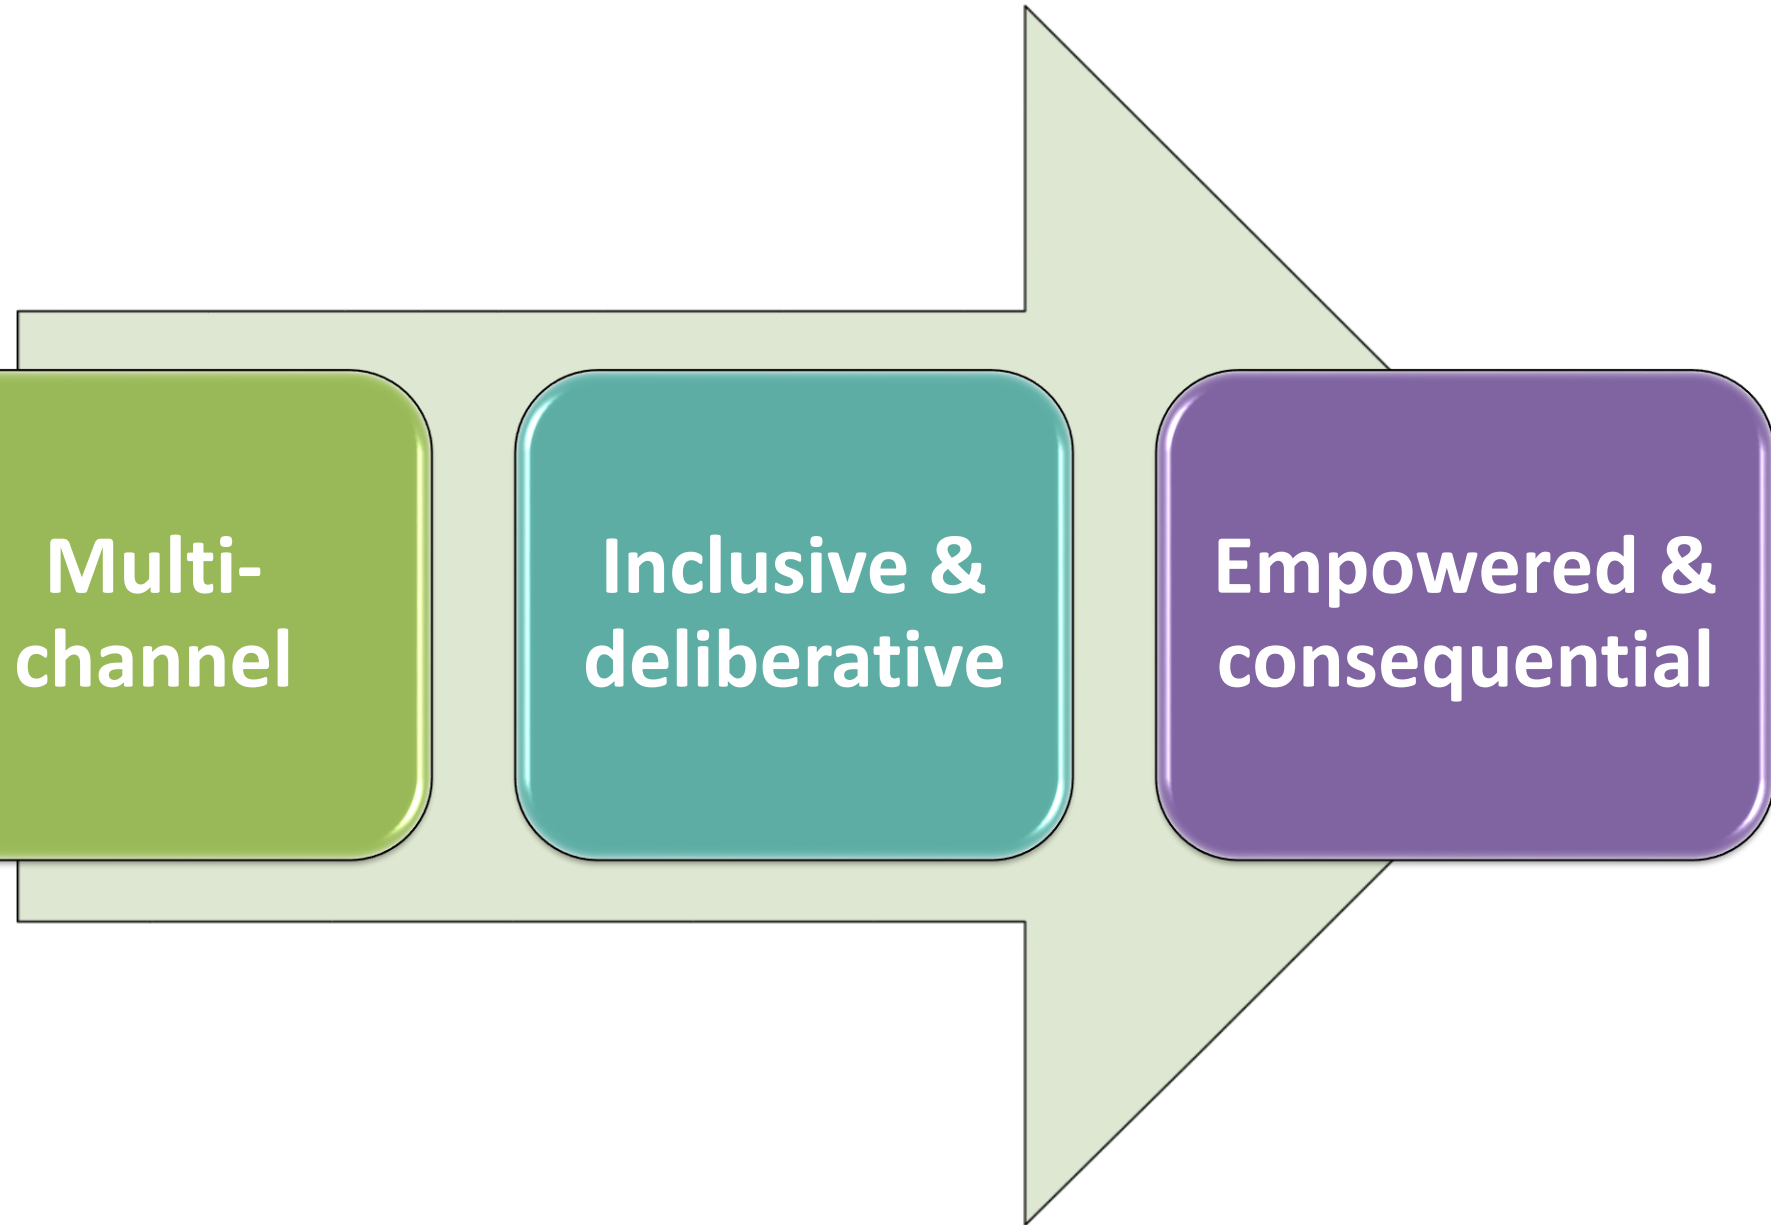 Multi-
channel
Inclusive &
deliberative
Empowered &
consequential